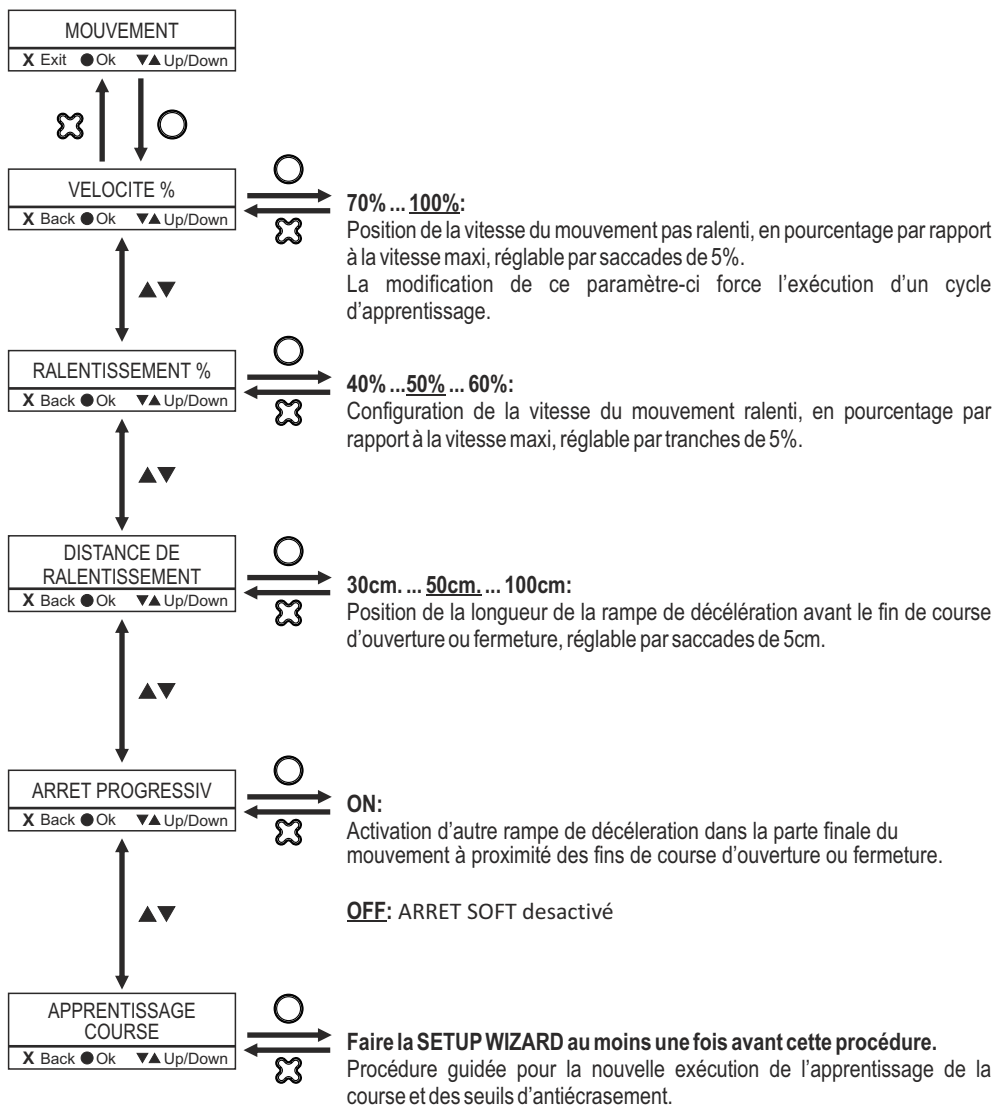 MOUVEMENT
X Exit ●Ok ▼▲Up/Down
VELOCITE %
X Back ●Ok ▼▲Up/Down
70% ... 100%:
Position de la vitesse du mouvement pas ralenti, en pourcentage par rapport
à la vitesse maxi, réglable par saccades de 5%.
La modification de ce paramètre-ci force l'exécution d'un cycle
d'apprentissage.
▲▼
RALENTISSEMENT %
X Back ●Ok ▼▲Up/Down
40% ...50% ... 60%:
Configuration de la vitesse du mouvement ralenti, en pourcentage par
rapport à la vitesse maxi, réglable par tranches de 5%.
▲▼
DISTANCE DE
RALENTISSEMENT
X Back ●Ok ▼▲Up/Down
30cm. ... 50cm. ... 100cm:
Position de la longueur de la rampe de décélération avant le fin de course
d'ouverture ou fermeture, réglable par saccades de 5cm.
▲▼
ARRET PROGRESSIV
X Back ●Ok ▼▲Up/Down
ON:
Activation d'autre rampe de décéleration dans la parte finale du
mouvement à proximité des fins de course d'ouverture ou fermeture.
OFF: ARRET SOFT desactivé
▲▼
APPRENTISSAGE
COURSE
X Back ●Ok ▼▲Up/Down
Faire la SETUP WIZARD au moins une fois avant cette procédure.
Procédure guidée pour la nouvelle exécution de l'apprentissage de la
course et des seuils d'antiécrasement.